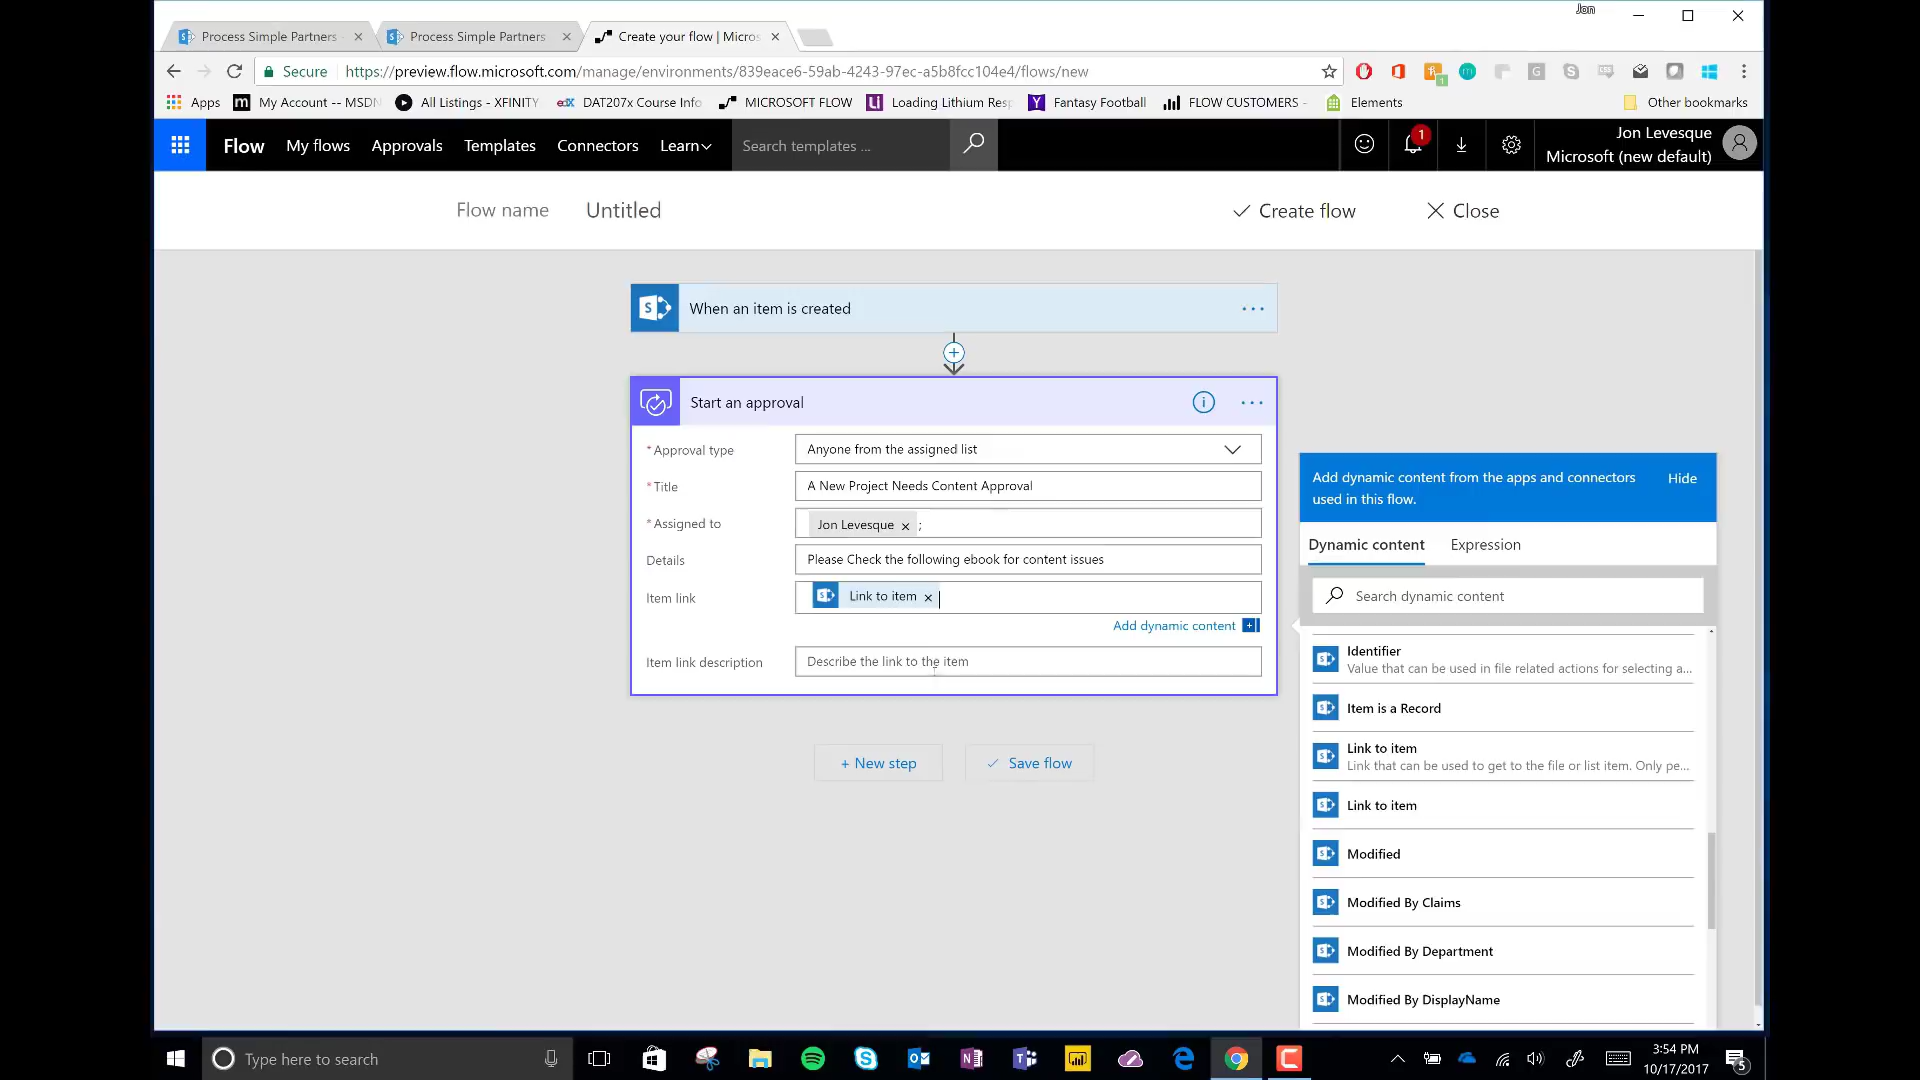 Jon
Process Simple Partners
Process Simple Partners
Create your flow | Micros
Secure
https://preview.flow.microsoft.com/manage/environments/839eace6-59ab-4243-97ec-a5b8fcc104e4/flows/new
Apps
My Account -- MSDN
All Listings - XFINITY
DAT207x Course Info
MICROSOFT FLOW
Loading Lithium Resp
Fantasy Football
FLOW CUSTOMERS -
Elements
Other bookmarks
Flow
My flows
Approvals
Templates
Connectors
Learn
Search templates ...
1
Jon Levesque
Microsoft (new default)
Flow name
Untitled
Create flow
Close
When an item is created
Start an approval
* Approval type
Anyone from the assigned list
* Title
A New Project Needs Content Approval
* Assigned to
Jon Levesque × ;
Details
Please Check the following ebook for content issues
Item link
Link to item ×
Add dynamic content
Item link description
Describe the link to the item
+ New step
Save flow
Add dynamic content from the apps and connectors
used in this flow.
Hide
Dynamic content
Expression
Search dynamic content
Identifier
Value that can be used in file related actions for selecting a...
Item is a Record
Link to item
Link that can be used to get to the file or list item. Only pe...
Link to item
Modified
Modified By Claims
Modified By Department
Modified By DisplayName
Type here to search
3:54 PM
10/17/2017
5